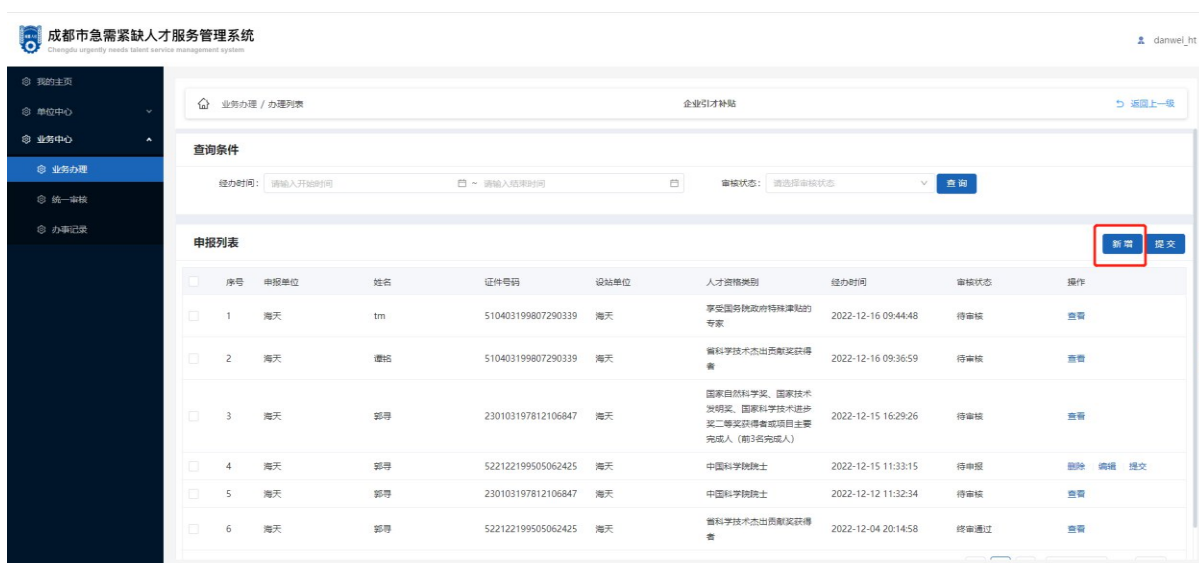 成都市急需紧缺人才服务管理系统
Chengdu urgently needs talent service management system
danwei_ht
我的主页
单位中心
业务中心
业务办理
统一审核
办事记录
业务办理 / 办理列表
企业引才补贴
返回上一级
查询条件
经办时间: 请输入开始时间 ~ 请输入结束时间 审核状态: 请选择审核状态 查询
申报列表 新增 提交
序号 申报单位 姓名 证件号码 设站单位 人才资格类别 经办时间 审核状态 操作
1 海天 tm 510403199807290339 海天 享受国务院政府特殊津贴的 2022-12-16 09:44:48 待审核 查看
专家
2 海天 谭铭 510403199807290339 海天 省科学技术杰出贡献奖获得 2022-12-16 09:36:59 待审核 查看
者
国家自然科学奖、国家技术
发明奖、国家科学技术进步
3 海天 郭寻 230103197812106847 海天 奖二等奖获得者或项目主要 2022-12-15 16:29:26 待审核 查看
完成人（前3名完成人）
4 海天 郭寻 522122199505062425 海天 中国科学院院士 2022-12-15 11:33:15 待申报 删除 编辑 提交
5 海天 郭寻 230103197812106847 海天 中国科学院院士 2022-12-12 11:32:34 待审核 查看
6 海天 郭寻 522122199505062425 海天 省科学技术杰出贡献奖获得 2022-12-04 20:14:58 终审通过 查看
者